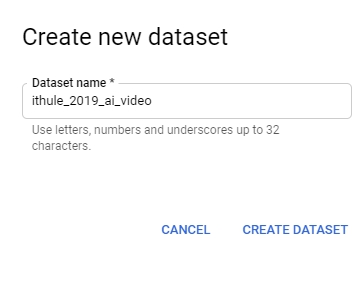 Create new dataset
Dataset name *
ithule_2019_ai_video
Use letters, numbers and underscores up to 32
characters.
CANCEL CREATE DATASET